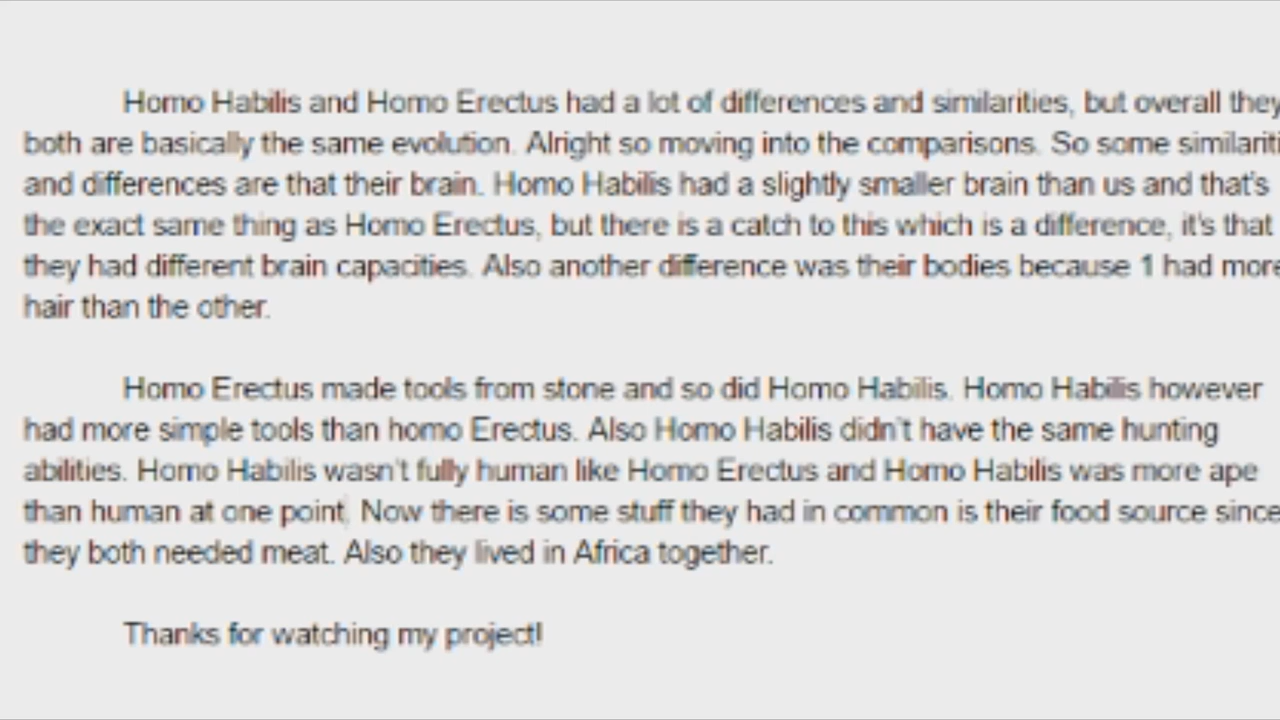 Homo Habilis and Homo Erectus had a lot of differences and similarities, but overall they
both are basically the same evolution. Alright so moving into the comparisons. So some similariti
and differences are that their brain. Homo Habilis had a slightly smaller brain than us and that's
the exact same thing as Homo Erectus, but there is a catch to this which is a difference, it's that
they had different brain capacities. Also another difference was their bodies because 1 had more
hair than the other.
Homo Erectus made tools from stone and so did Homo Habilis. Homo Habilis however
had more simple tools than homo Erectus. Also Homo Habilis didn't have the same hunting
abilities. Homo Habilis wasn't fully human like Homo Erectus and Homo Habilis was more ape
than human at one point. Now there is some stuff they had in common is their food source since
they both needed meat. Also they lived in Africa together.
Thanks for watching my project!